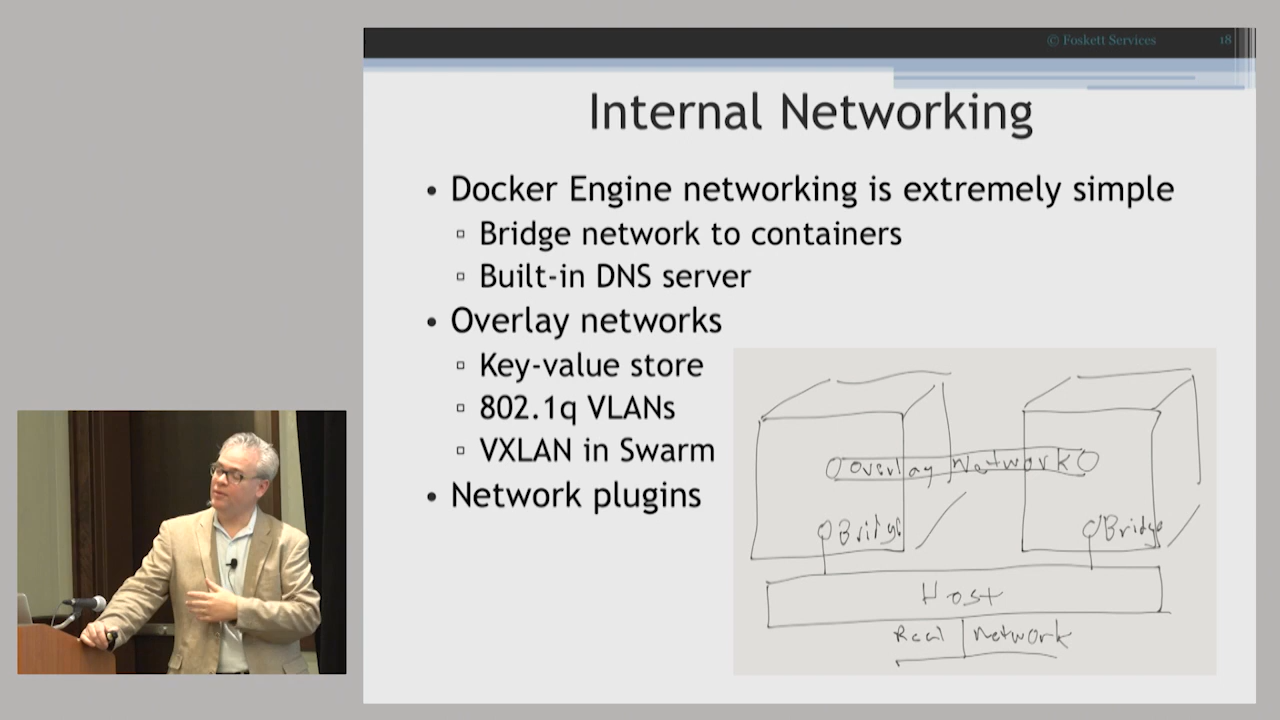 © Foskett Services 18
Internal Networking
• Docker Engine networking is extremely simple
▫ Bridge network to containers
▫ Built-in DNS server
• Overlay networks
▫ Key-value store
▫ 802.1q VLANs
▫ VXLAN in Swarm
• Network plugins
Overlay Network
Bridge
Bridge
Host
Real Network